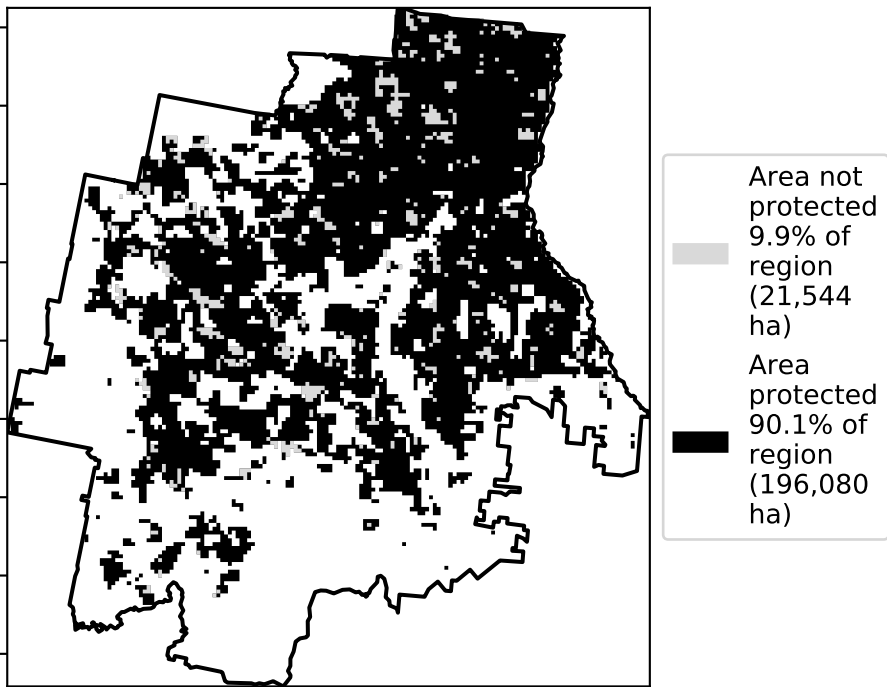 Area not
protected
9.9% of
region
(21,544
ha)
Area
protected
90.1% of
region
(196,080
ha)